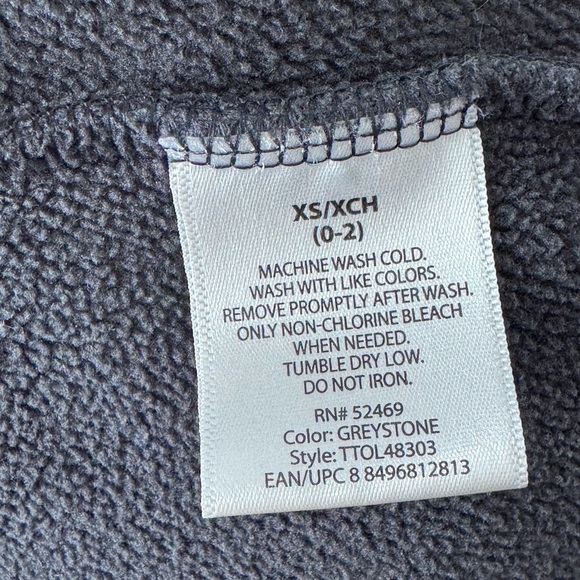 XS/XCH
(0-2)
MACHINE WASH COLD.
WASH WITH LIKE COLORS.
REMOVE PROMPTLY AFTER WASH.
ONLY NON-CHLORINE BLEACH
WHEN NEEDED.
TUMBLE DRY LOW.
DO NOT IRON.
RN# 52469
Color: GREYSTONE
Style: TTOL48303
EAN/UPC 8 8496812813